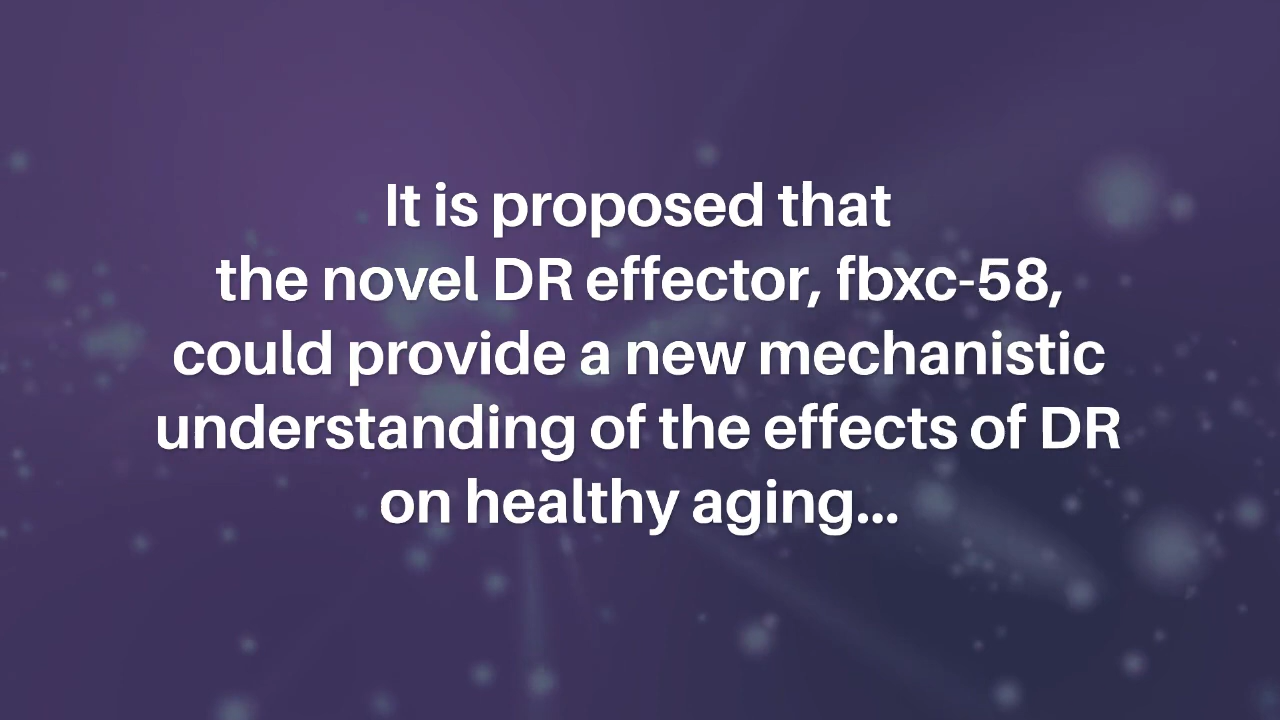 It is proposed that
the novel DR effector, fbxc-58,
could provide a new mechanistic
understanding of the effects of DR
on healthy aging...